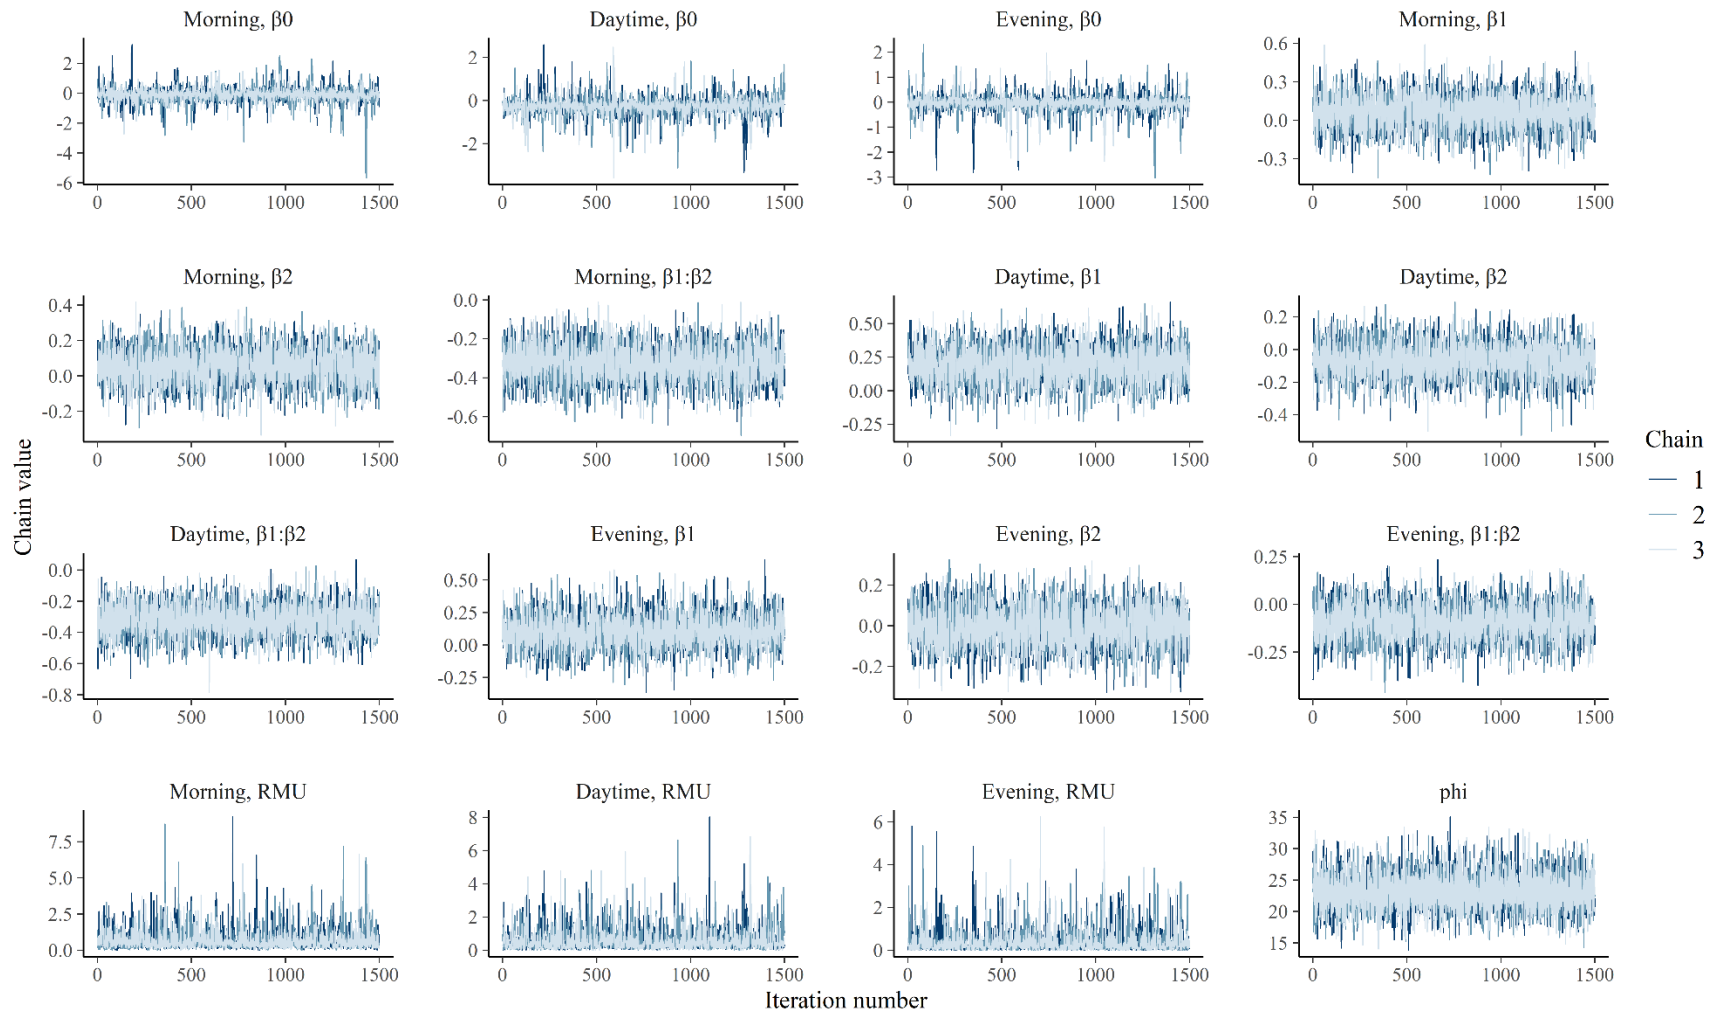 Morning, β0
Daytime, β0
Evening, β0
Morning, β1
2
0
-2
-4
-6
0 500 1000 1500
2
0
-2
0 500 1000 1500
2
1
0
-1
-2
-3
0 500 1000 1500
0.6
0.3
0.0
-0.3
0 500 1000 1500
Morning, β2
Morning, β1:β2
Daytime, β1
Daytime, β2
0.4
0.2
0.0
-0.2
0 500 1000 1500
0.0
-0.2
-0.4
-0.6
0 500 1000 1500
0.50
0.25
0.00
-0.25
0 500 1000 1500
0.2
0.0
-0.2
-0.4
0 500 1000 1500
Chain value
Chain
1
2
3
Daytime, β1:β2
Evening, β1
Evening, β2
Evening, β1:β2
0.0
-0.2
-0.4
-0.6
-0.8
0 500 1000 1500
0.50
0.25
0.00
-0.25
0 500 1000 1500
0.2
0.0
-0.2
0 500 1000 1500
0.25
0.00
-0.25
0 500 1000 1500
Morning, RMU
Daytime, RMU
Evening, RMU
phi
7.5
5.0
2.5
0.0
0 500 1000 1500
8
6
4
2
0
0 500 1000 1500
6
4
2
0
0 500 1000 1500
35
30
25
20
15
0 500 1000 1500
Iteration number